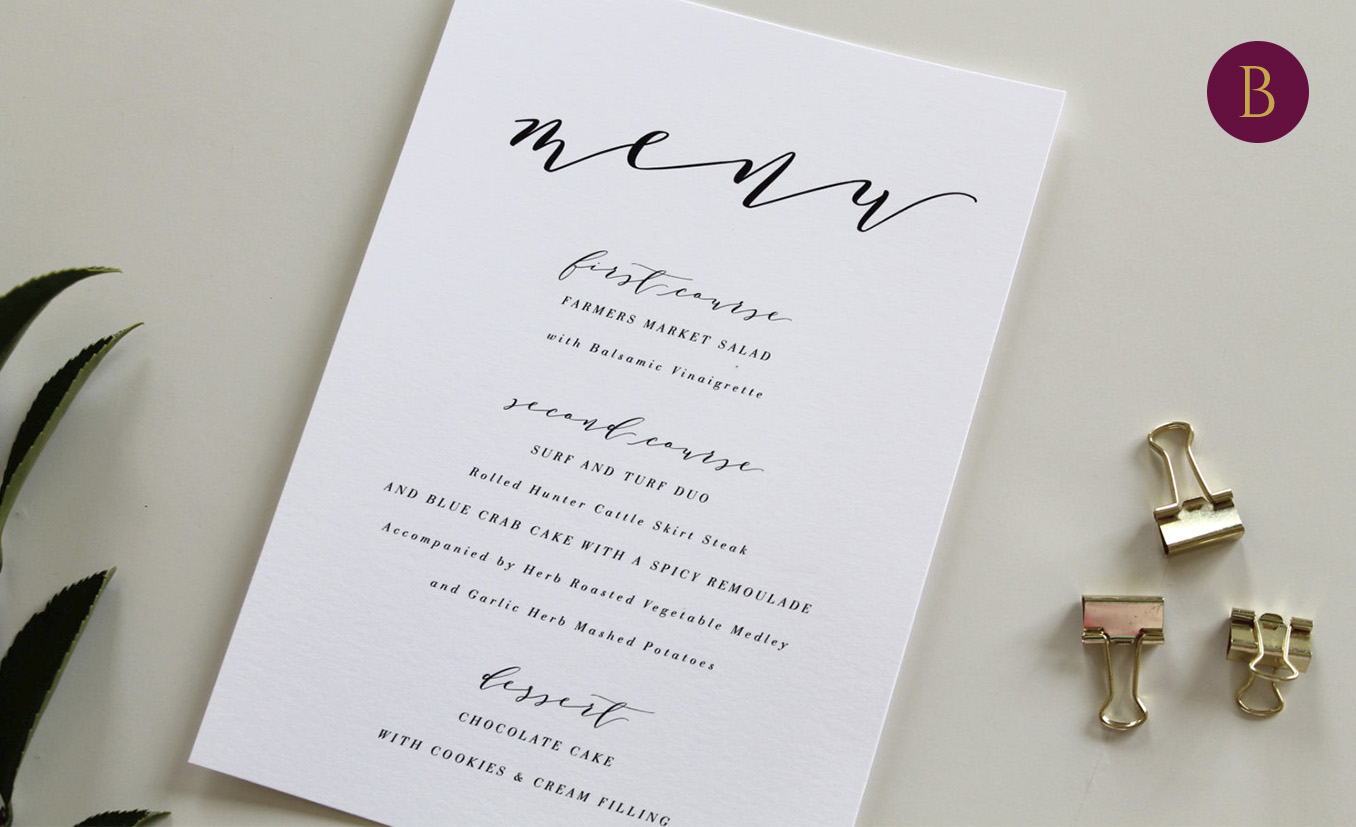 B
menu
first course
FARMERS MARKET SALAD
with Balsamic Vinaigrette
second course
SURF AND TURF DUO
Rolled Hunter Cattle Skirt Steak
AND BLUE CRAB CAKE WITH A SPICY REMOULADE
Accompanied by Herb Roasted Vegetable Medley
and Garlic Herb Mashed Potatoes
dessert
CHOCOLATE CAKE
WITH COOKIES & CREAM FILLING